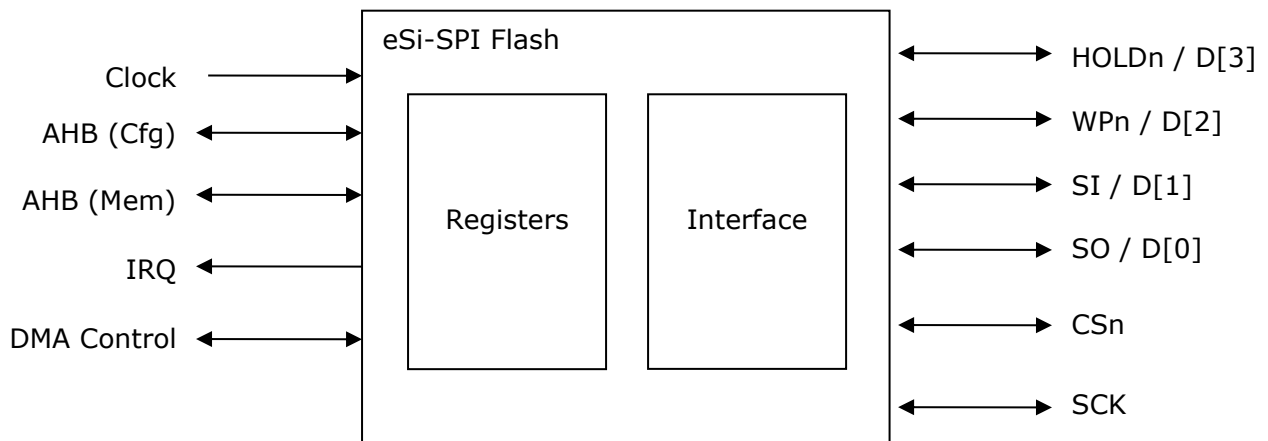 eSi-SPI Flash
Clock
AHB (Cfg)
AHB (Mem)
IRQ
DMA Control
Registers
Interface
HOLDn / D[3]
WPn / D[2]
SI / D[1]
SO / D[0]
CSn
SCK